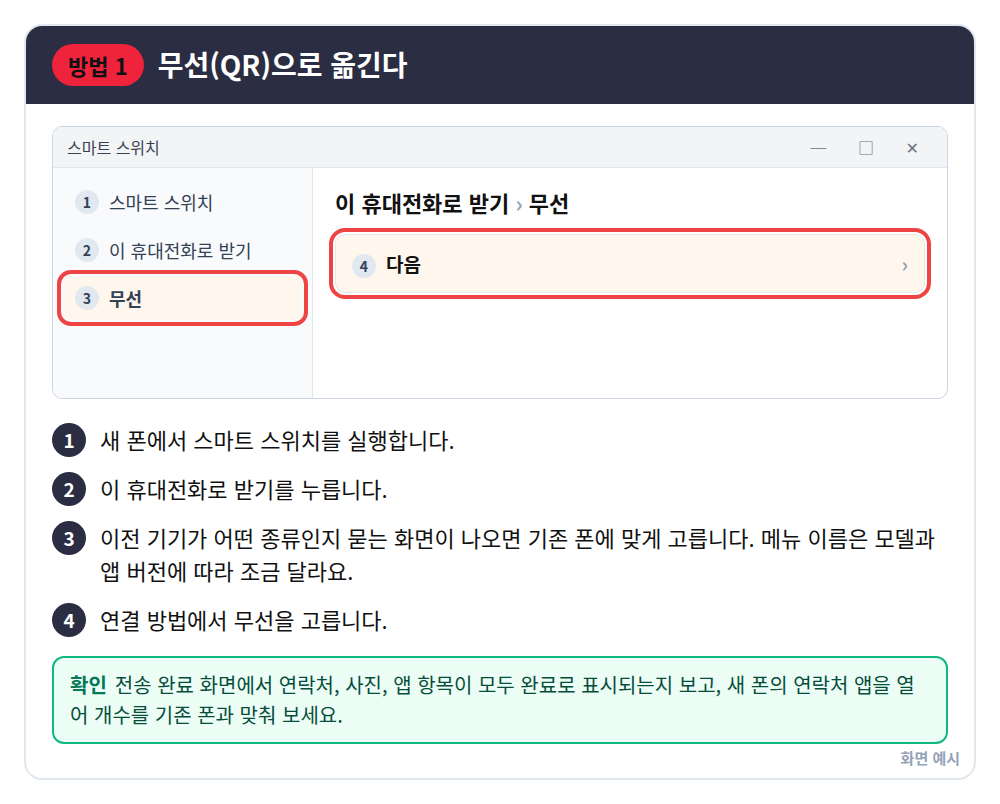 방법 1 무선(QR)으로 옮긴다
스마트 스위치
1 스마트 스위치
2 이 휴대전화로 받기
3 무선
이 휴대전화로 받기 › 무선
4 다음 ›
1 새 폰에서 스마트 스위치를 실행합니다.
2 이 휴대전화로 받기를 누릅니다.
3 이전 기기가 어떤 종류인지 묻는 화면이 나오면 기존 폰에 맞게 고릅니다. 메뉴 이름은 모델과
앱 버전에 따라 조금 달라요.
4 연결 방법에서 무선을 고릅니다.
확인 전송 완료 화면에서 연락처, 사진, 앱 항목이 모두 완료로 표시되는지 보고, 새 폰의 연락처 앱을 열
어 개수를 기존 폰과 맞춰 보세요.
화면 예시